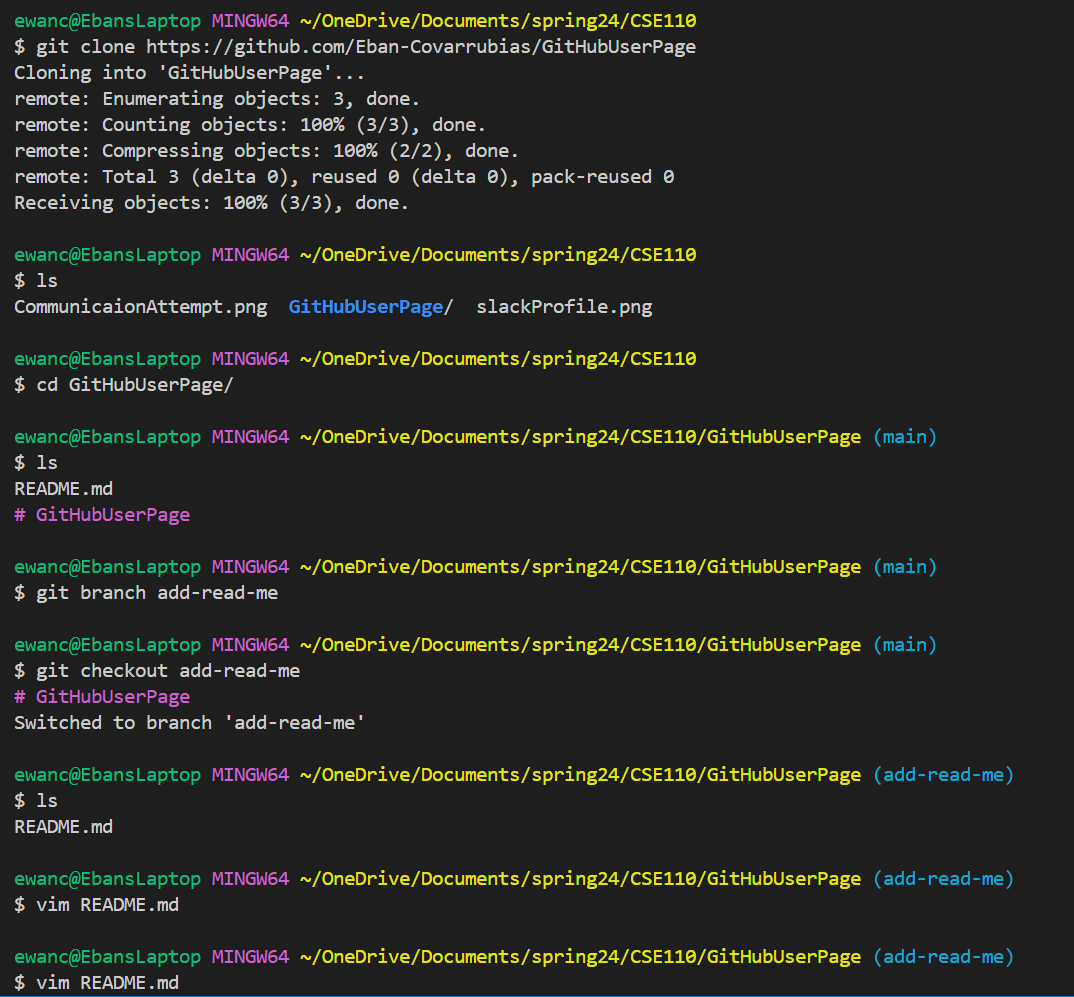 ewanc@EbansLaptop MINGW64 ~/OneDrive/Documents/spring24/CSE110
$ git clone https://github.com/Eban-Covarrubias/GitHubUserPage
Cloning into 'GitHubUserPage'...
remote: Enumerating objects: 3, done.
remote: Counting objects: 100% (3/3), done.
remote: Compressing objects: 100% (2/2), done.
remote: Total 3 (delta 0), reused 0 (delta 0), pack-reused 0
Receiving objects: 100% (3/3), done.
ewanc@EbansLaptop MINGW64 ~/OneDrive/Documents/spring24/CSE110
$ ls
CommunicaionAttempt.png  GitHubUserPage/  slackProfile.png
ewanc@EbansLaptop MINGW64 ~/OneDrive/Documents/spring24/CSE110
$ cd GitHubUserPage/
ewanc@EbansLaptop MINGW64 ~/OneDrive/Documents/spring24/CSE110/GitHubUserPage (main)
$ ls
README.md
# GitHubUserPage
ewanc@EbansLaptop MINGW64 ~/OneDrive/Documents/spring24/CSE110/GitHubUserPage (main)
$ git branch add-read-me
ewanc@EbansLaptop MINGW64 ~/OneDrive/Documents/spring24/CSE110/GitHubUserPage (main)
$ git checkout add-read-me
# GitHubUserPage
Switched to branch 'add-read-me'
ewanc@EbansLaptop MINGW64 ~/OneDrive/Documents/spring24/CSE110/GitHubUserPage (add-read-me)
$ ls
README.md
ewanc@EbansLaptop MINGW64 ~/OneDrive/Documents/spring24/CSE110/GitHubUserPage (add-read-me)
$ vim README.md
ewanc@EbansLaptop MINGW64 ~/OneDrive/Documents/spring24/CSE110/GitHubUserPage (add-read-me)
$ vim README.md